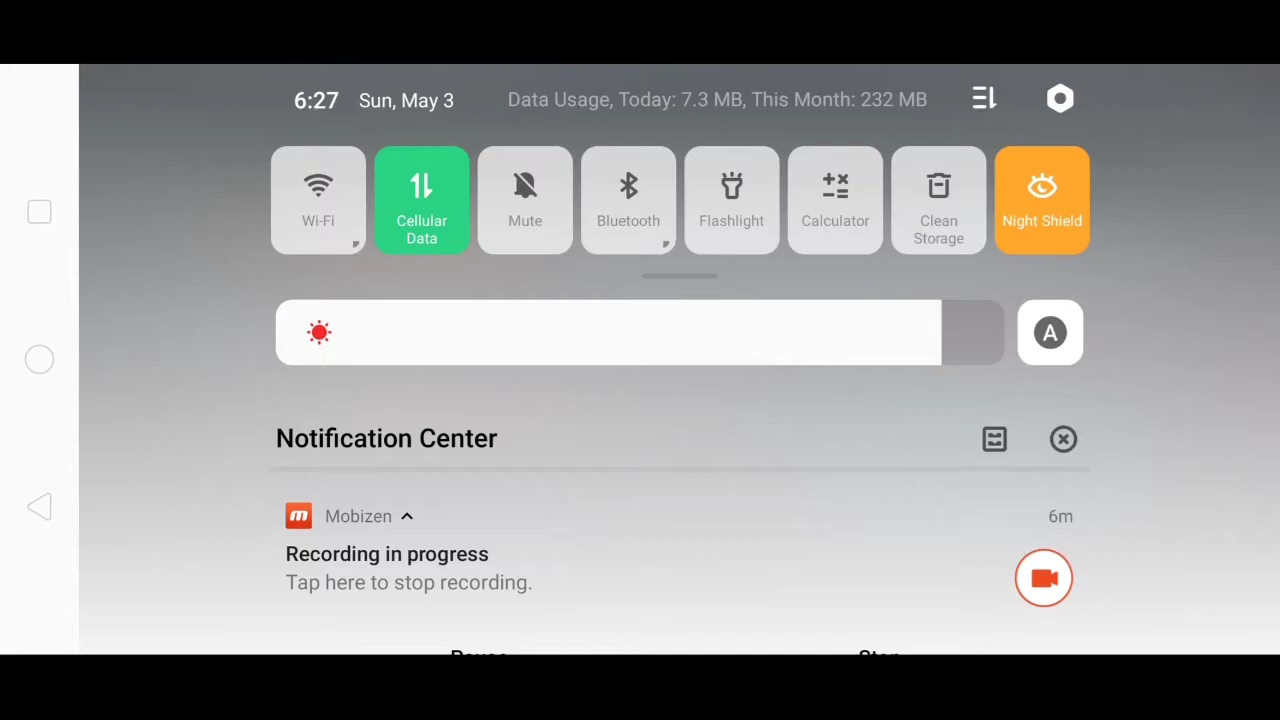 6:27 Sun, May 3 Data Usage, Today: 7.3 MB, This Month: 232 MB
Wi-Fi Cellular Data Mute Bluetooth Flashlight Calculator Clean Storage Night Shield
A
Notification Center
m Mobizen 6m
Recording in progress
Tap here to stop recording.
Pause Stop